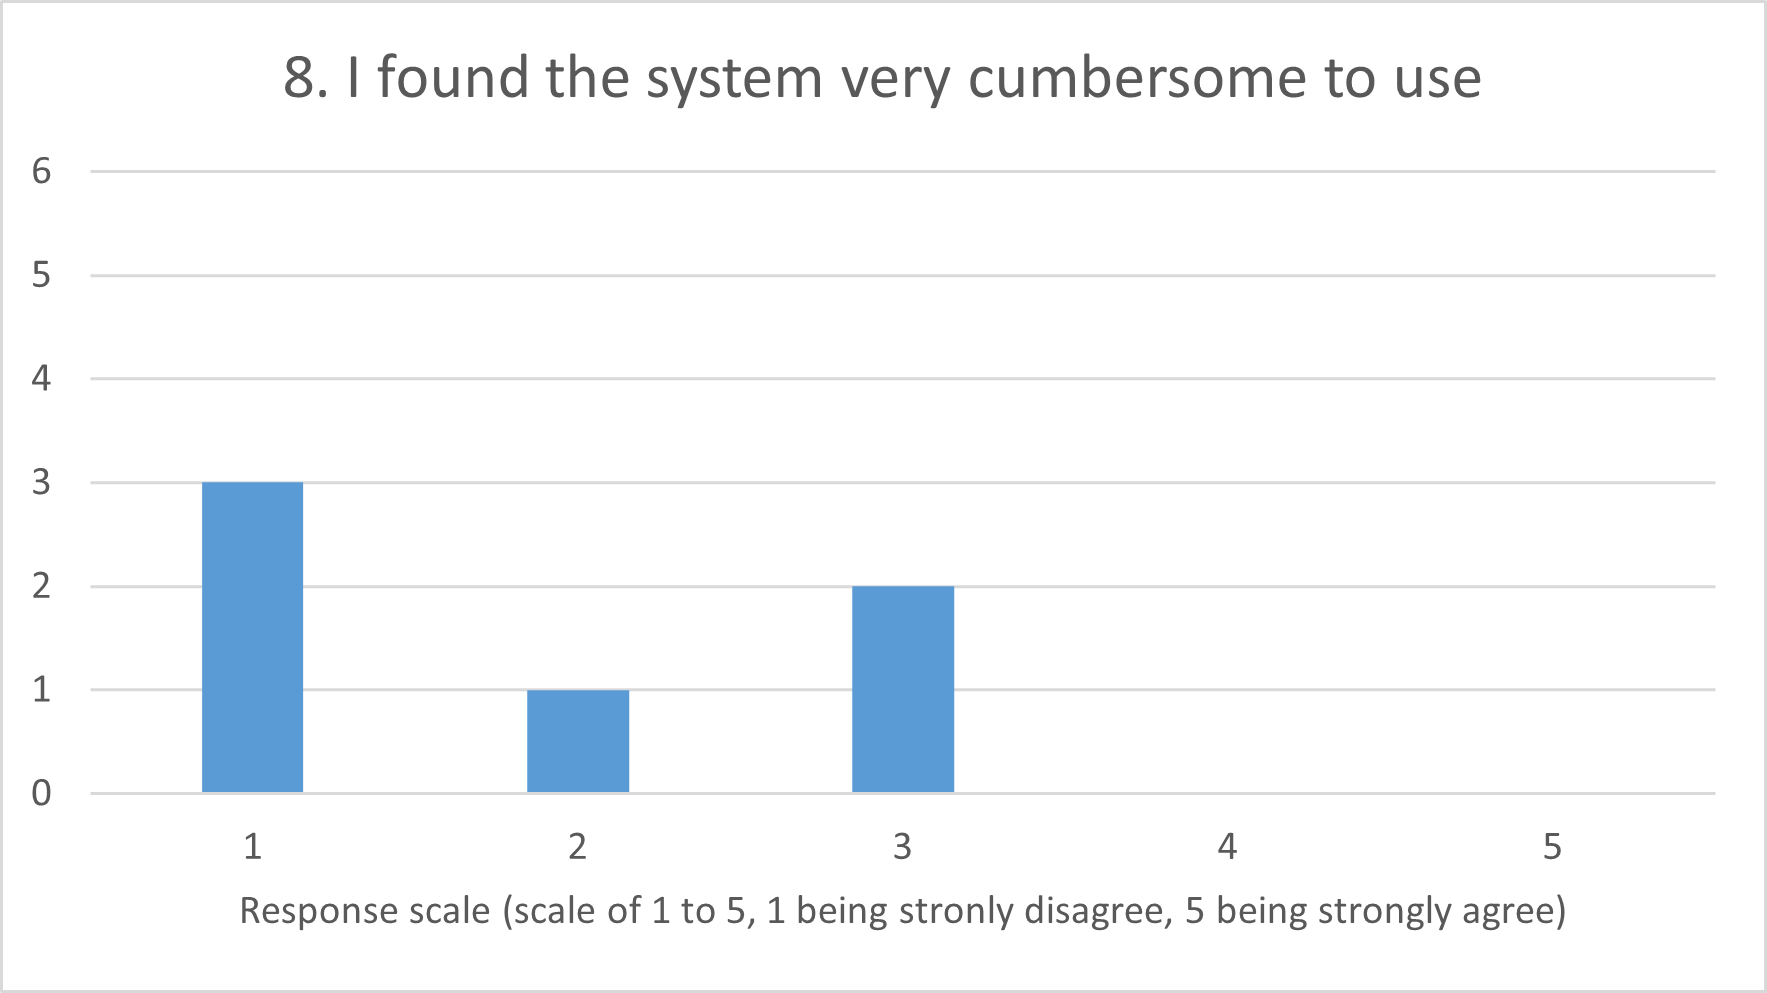 8. I found the system very cumbersome to use
6
5
4
3
2
1
0
1 2 3 4 5
Response scale (scale of 1 to 5, 1 being stronly disagree, 5 being strongly agree)